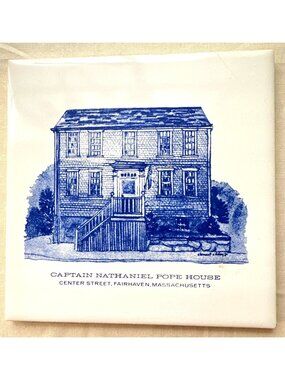 CAPTAIN NATHANIEL POPE HOUSE
CENTER STREET, FAIRHAVEN, MASSACHUSETTS